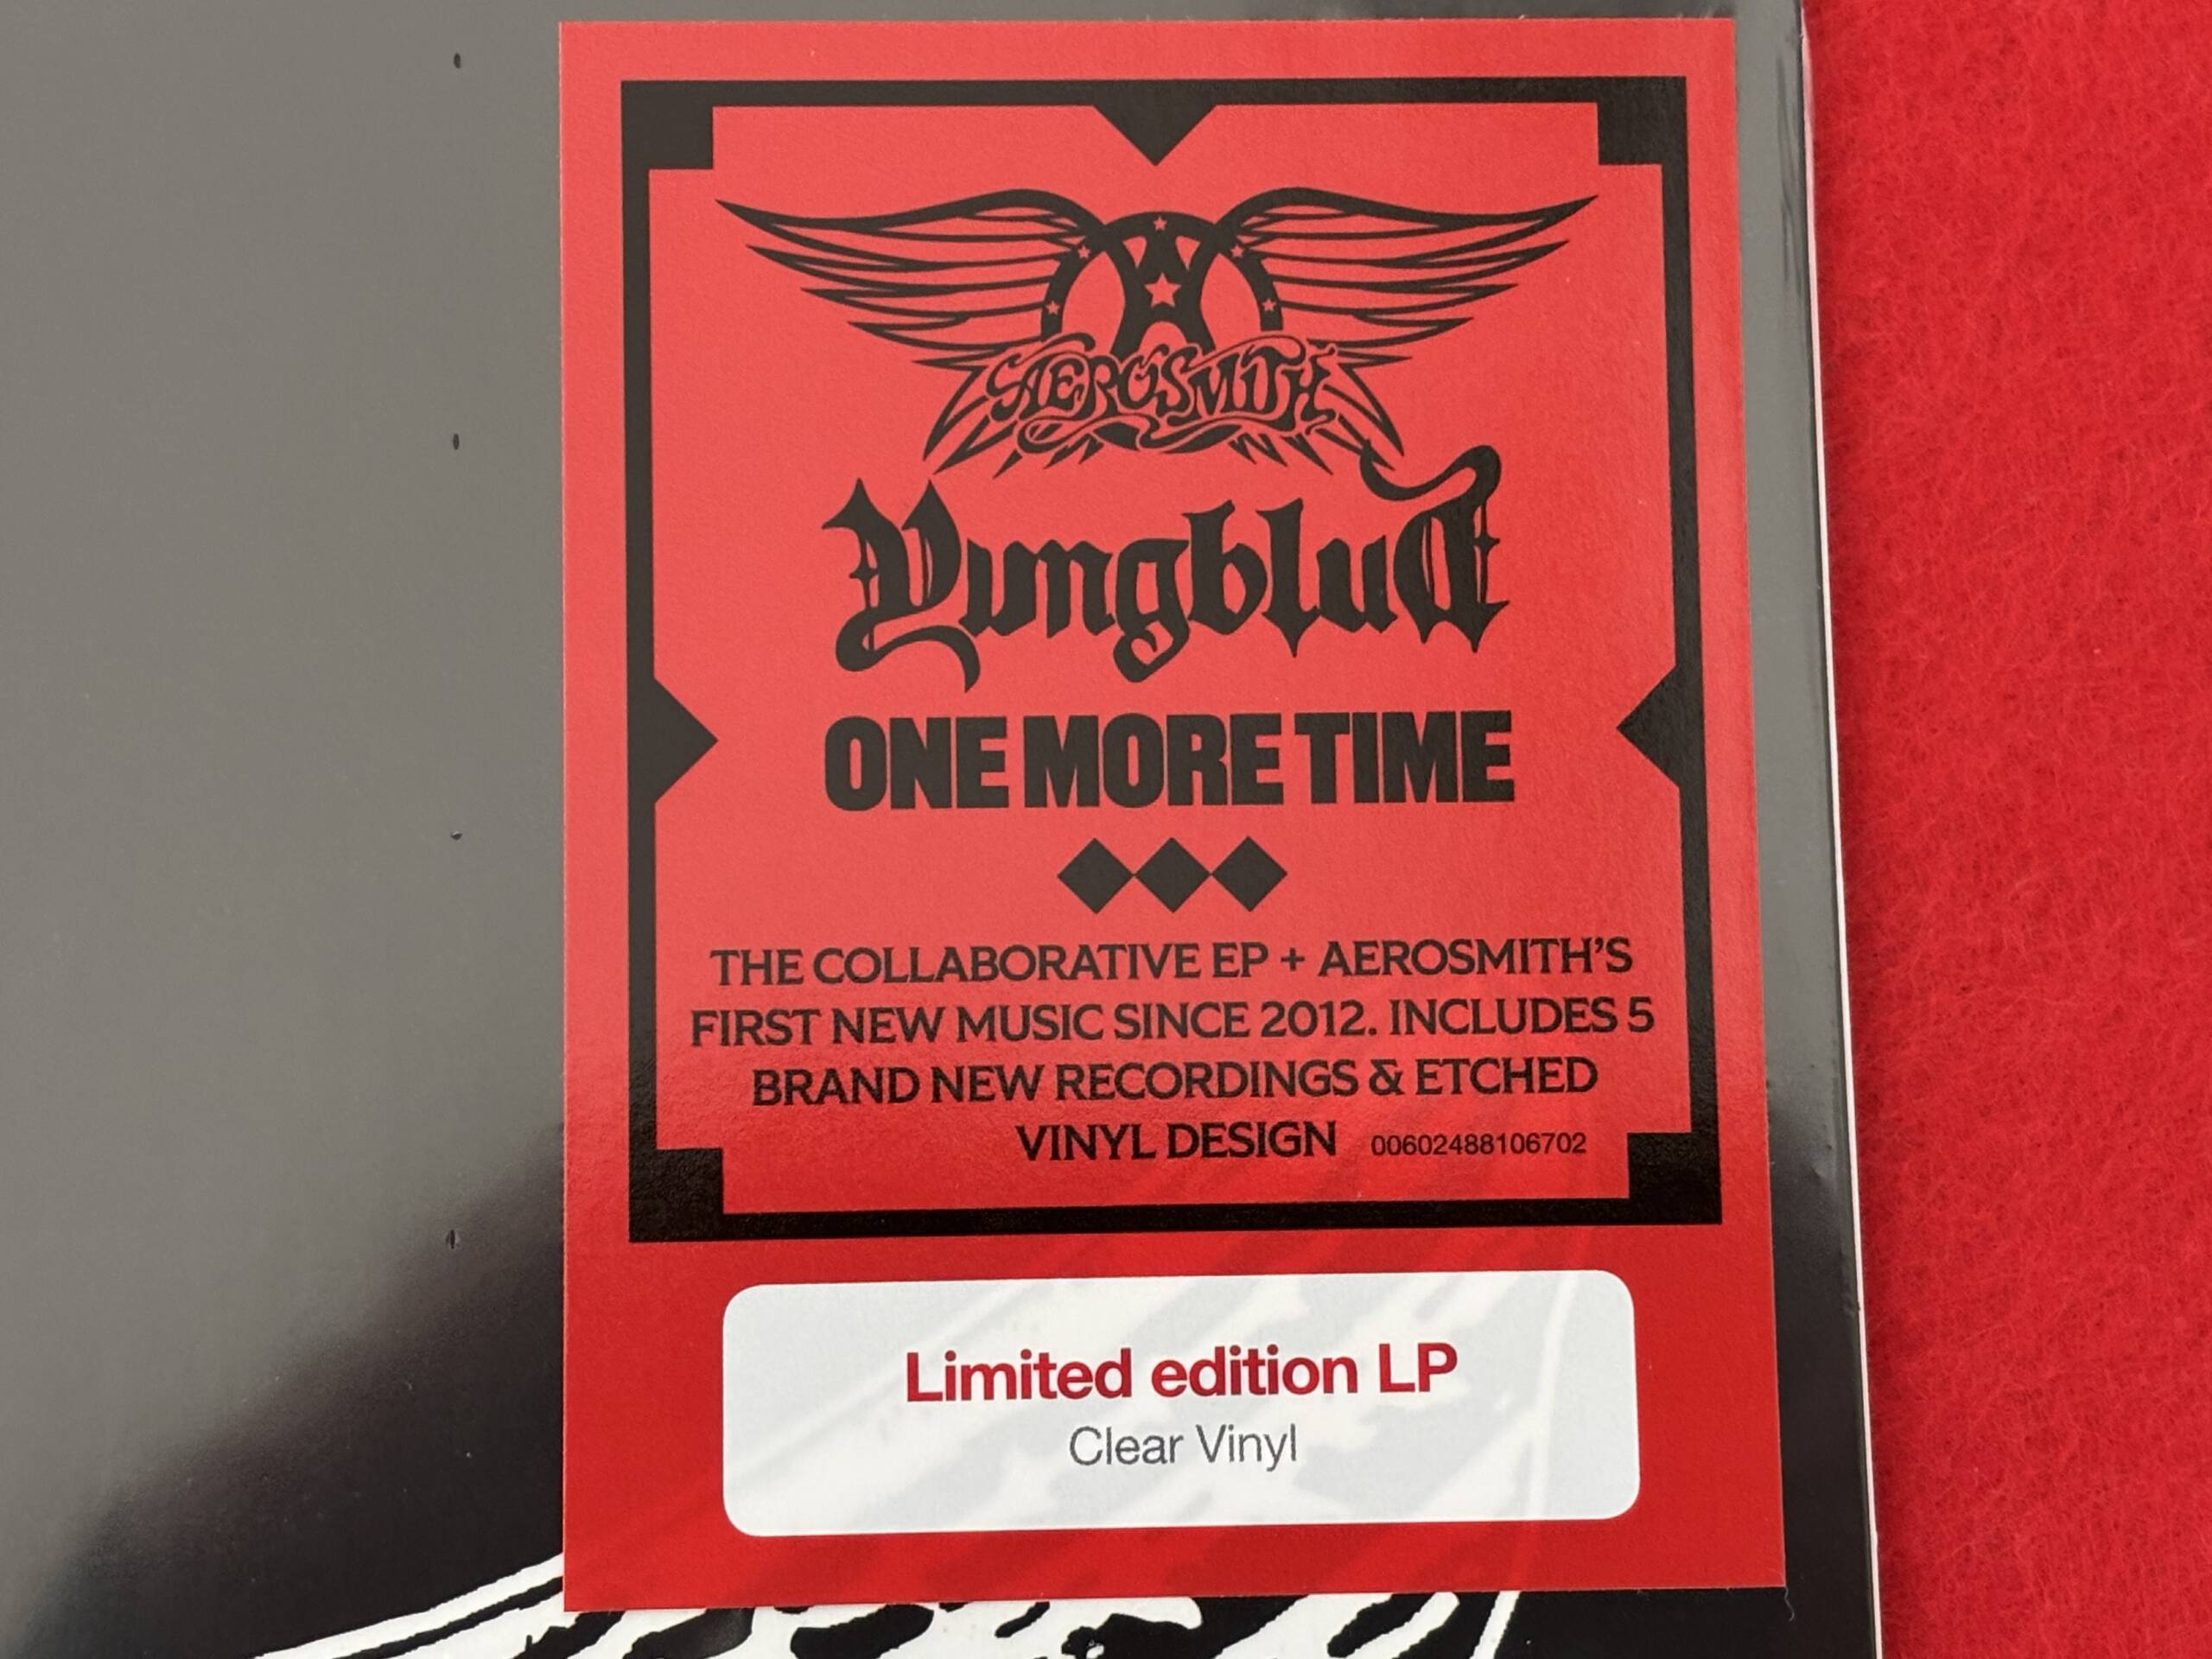 AEROSMITH
Yungblud
ONE MORE TIME
THE COLLABORATIVE EP + AEROSMITH'S
FIRST NEW MUSIC SINCE 2012. INCLUDES 5
BRAND NEW RECORDINGS & ETCHED
VINYL DESIGN 00602488106702
Limited edition LP
Clear Vinyl